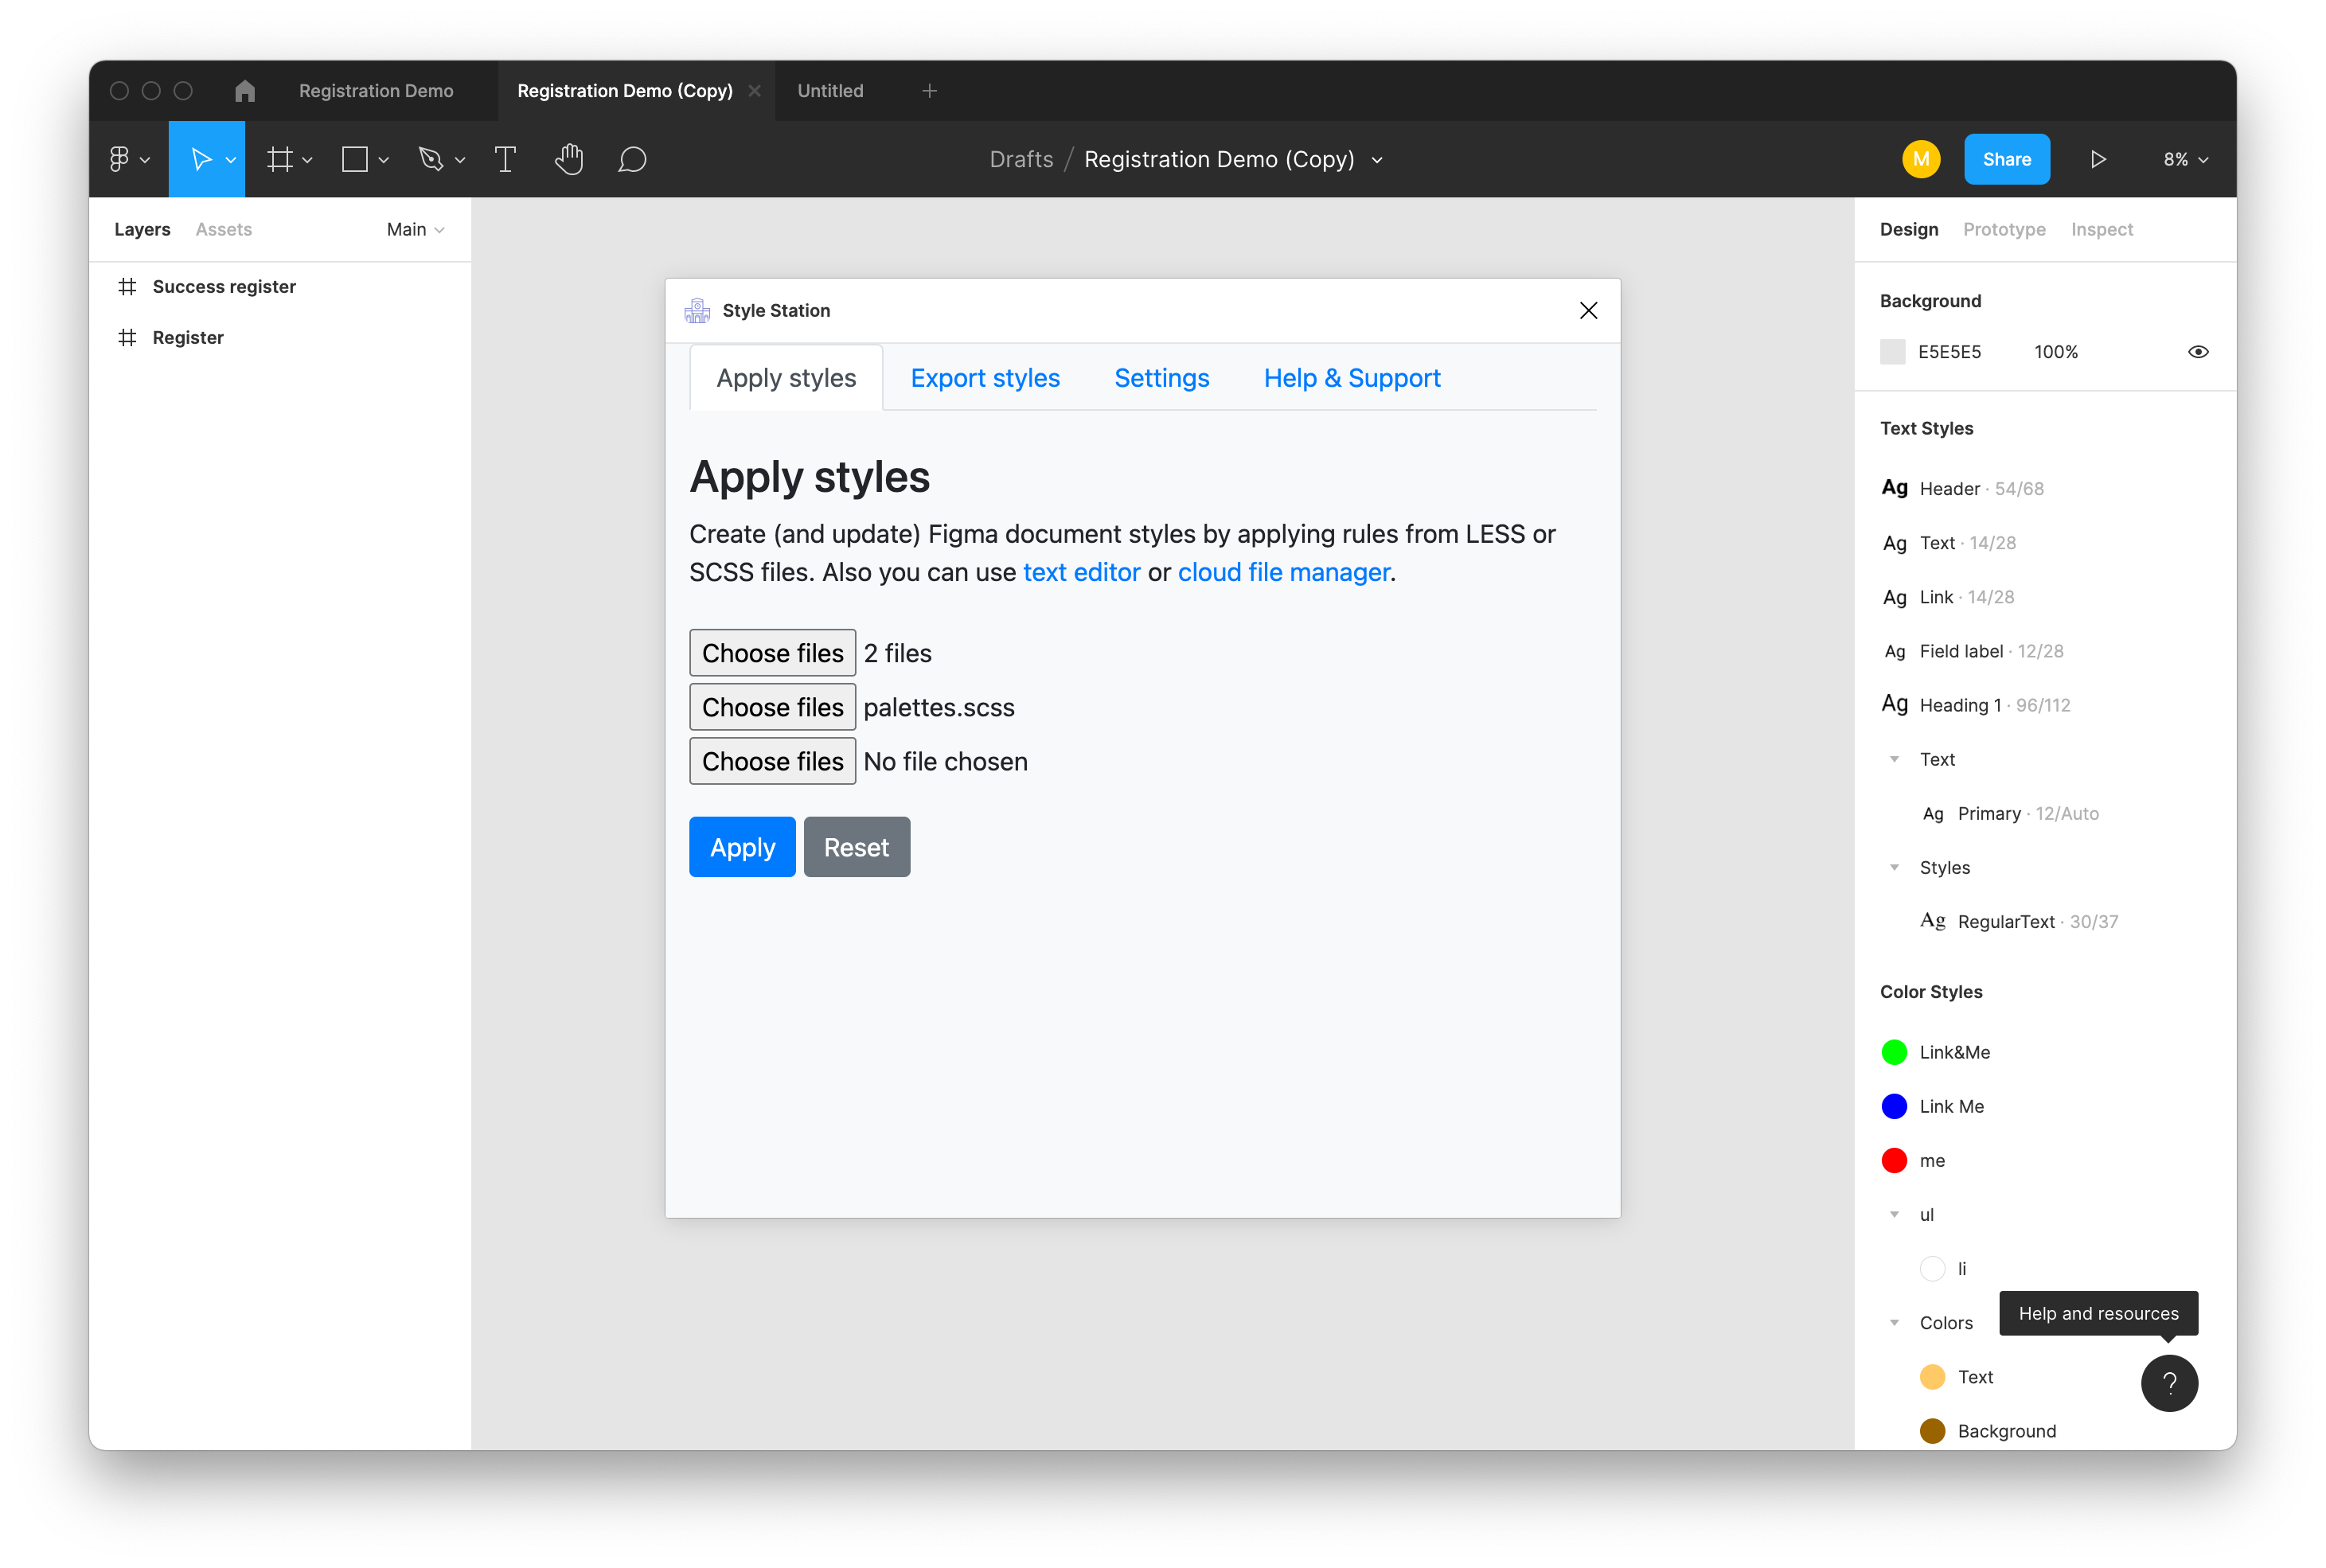 Registration Demo
Registration Demo (Copy)
Untitled
Drafts / Registration Demo (Copy)
M
Share
8%
Layers
Assets
Main
Success register
Register
Style Station
Apply styles
Export styles
Settings
Help & Support
Apply styles
Create (and update) Figma document styles by applying rules from LESS or
SCSS files. Also you can use text editor or cloud file manager.
Choose files 2 files
Choose files palettes.scss
Choose files No file chosen
Apply
Reset
Design
Prototype
Inspect
Background
E5E5E5 100%
Text Styles
Ag Header · 54/68
Ag Text · 14/28
Ag Link · 14/28
Ag Field label · 12/28
Ag Heading 1 · 96/112
Text
Ag Primary · 12/Auto
Styles
Ag RegularText · 30/37
Color Styles
Link&Me
Link Me
me
ul
li
Help and resources
Colors
Text
?
Background